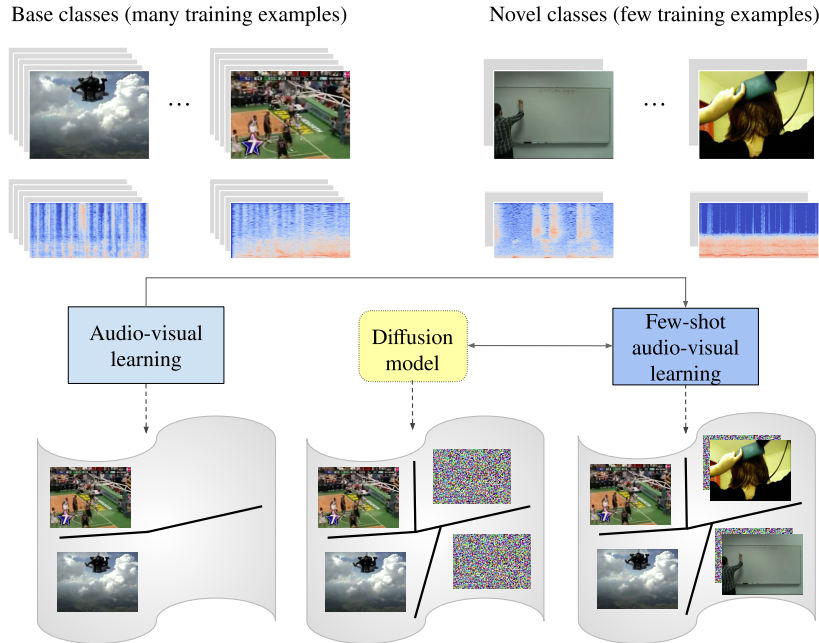 Base classes (many training examples)
Novel classes (few training examples)
...
...
Audio-visual
learning
Diffusion
model
Few-shot
audio-visual
learning